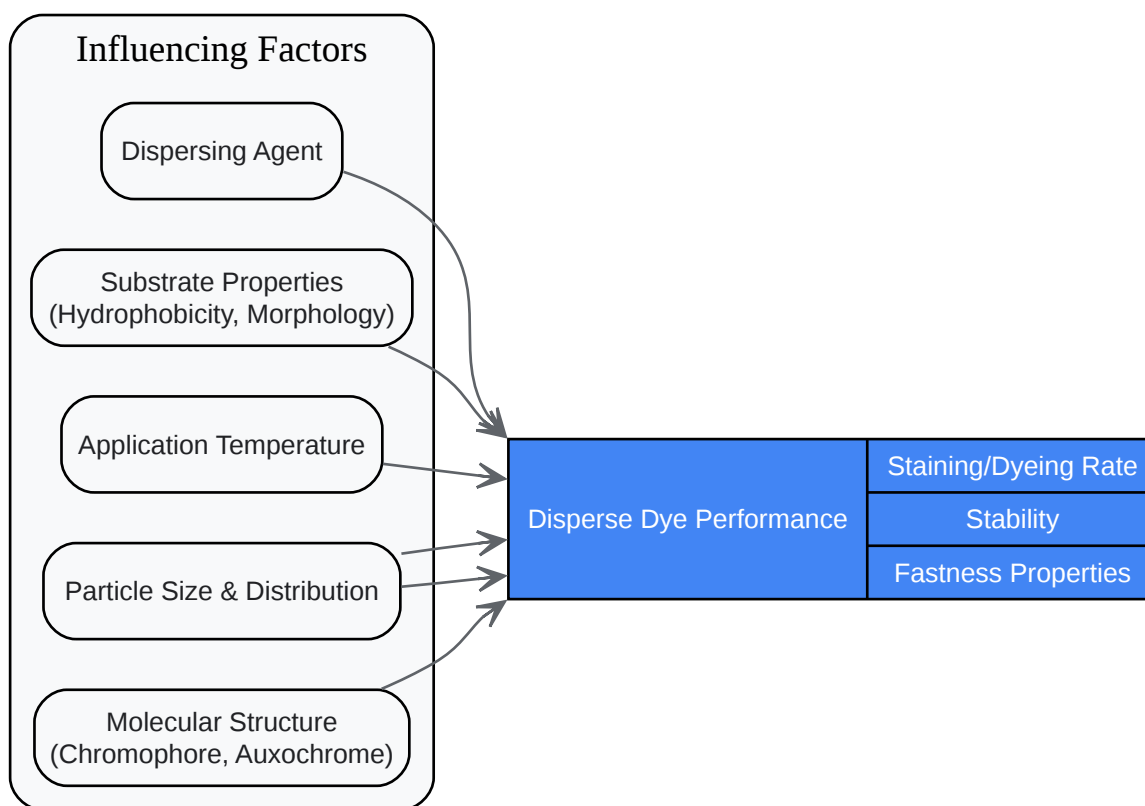 Influencing Factors
Dispersing Agent
Substrate Properties
(Hydrophobicity, Morphology)
Application Temperature
Particle Size & Distribution
Molecular Structure
(Chromophore, Auxochrome)
Disperse Dye Performance
Staining/Dyeing Rate
Stability
Fastness Properties